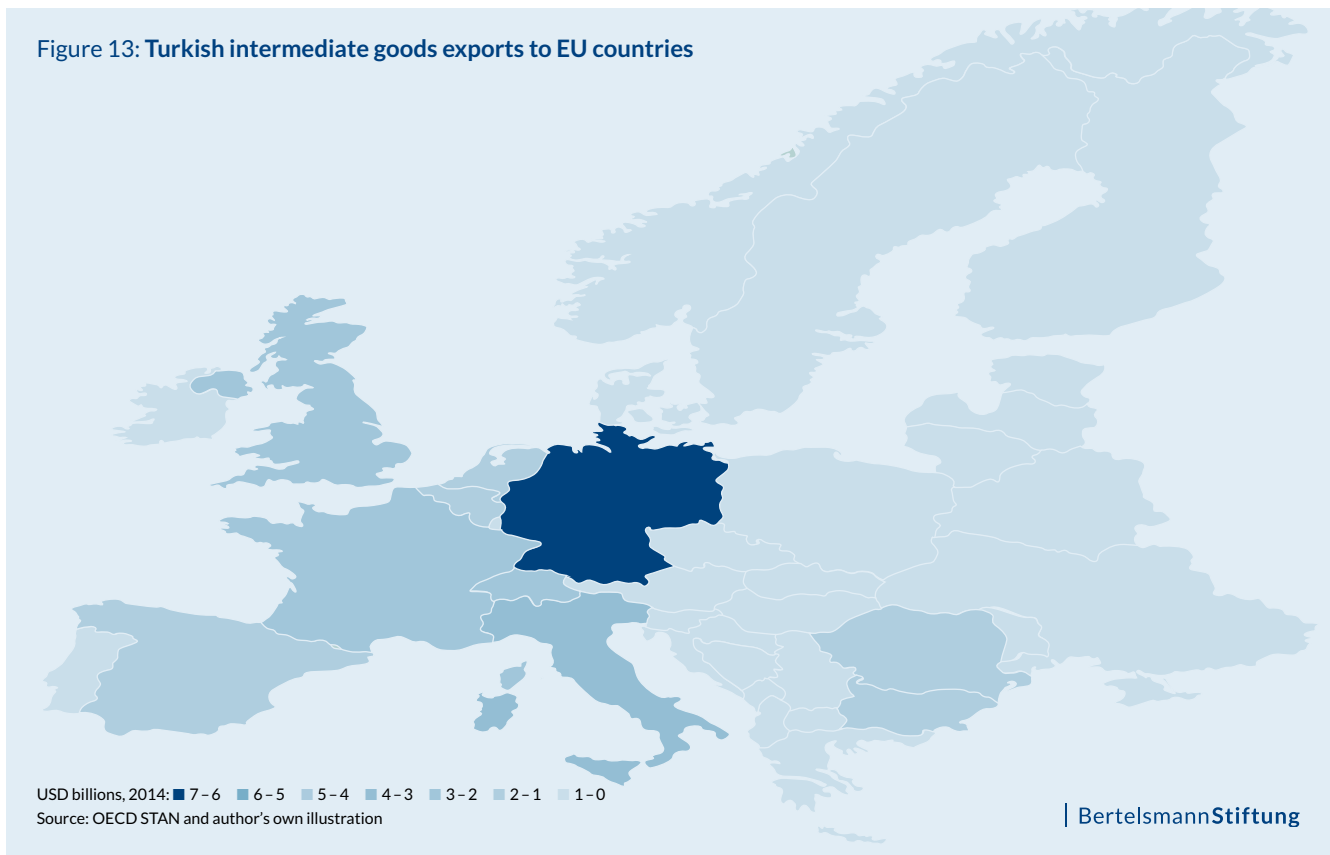 Figure 13: Turkish intermediate goods exports to EU countries
USD billions, 2014: 7 – 6 6 – 5 5 – 4 4 – 3 3 – 2 2 – 1 1 – 0
Source: OECD STAN and author's own illustration
BertelsmannStiftung